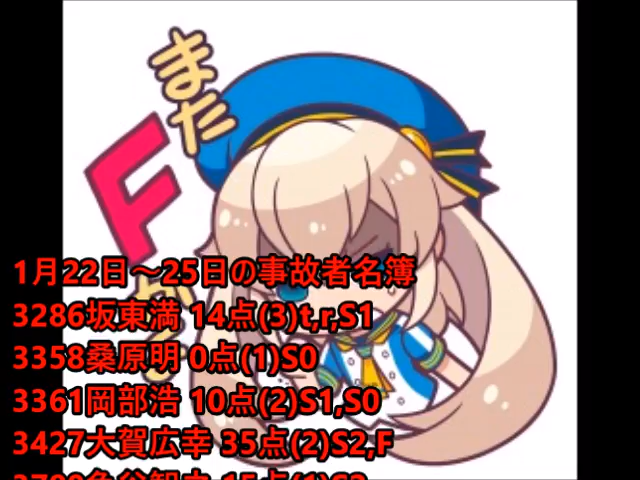 また
F
か…
1月22日～25日の事故者名簿
3286坂東満 14点(3)t,r,S1
3358桑原明 0点(1)S0
3361岡部浩 10点(2)S1,S0
3427大賀広幸 35点(2)S2,F